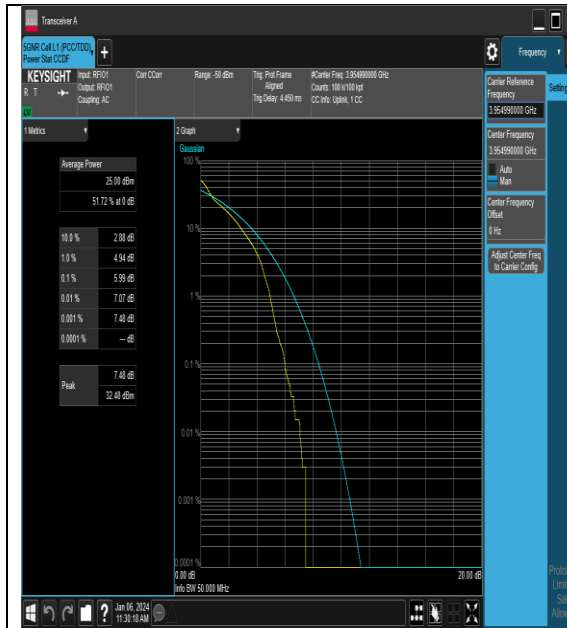 Transceiver A
5GNR Cell L1 (PCC/TDD),
Power Stat CCDF
+
Frequency
KEYSIGHT
R T
LV
Input: RFIO1
Output: RFIO1
Coupling: AC
Corr CCorr
Range: -50 dBm
Trig: Prot Frame
Aligned
Trig Delay: 4.450 ms
#Center Freq: 3.954990000 GHz
Counts: 100 k/100 kpt
CC Info: Uplink, 1 CC
Carrier Reference
Frequency
3.954990000 GHz
Setting
Center Frequency
3.954990000 GHz
Auto
Man
Center Frequency
Offset
0 Hz
Adjust Center Freq
to Carrier Config
1 Metrics
Average Power
25.00 dBm
51.72 % at 0 dB
10.0 % 2.88 dB
1.0 % 4.94 dB
0.1 % 5.99 dB
0.01 % 7.07 dB
0.001 % 7.48 dB
0.0001 % --- dB
Peak
7.48 dB
32.48 dBm
2 Graph
Gaussian
100 %
10 %
1 %
0.1 %
0.01 %
0.001 %
0.0001 %
0.00 dB 20.00 dB
Info BW 50.000 MHz
Jan 06, 2024
11:30:18 AM